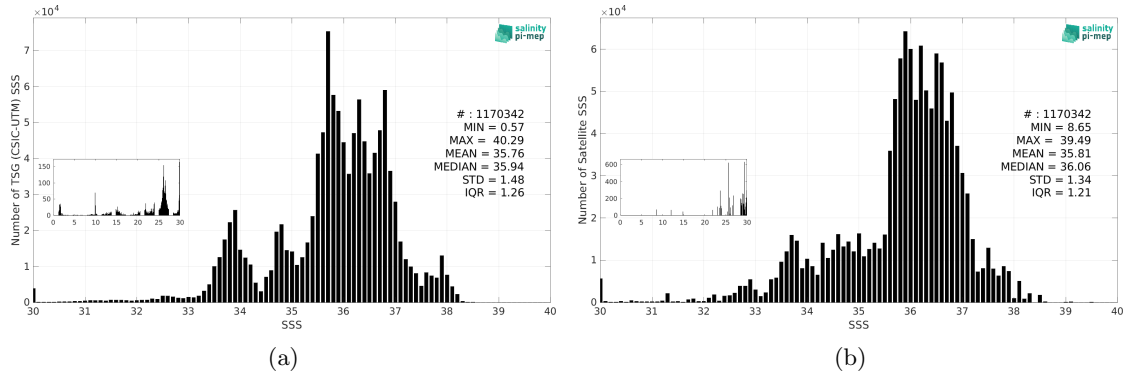 ×10^4
salinity
pi-mep
Number of TSG (CSIC-UTM) SSS
7
6
5
4
3
2
1
0
# : 1170342
MIN = 0.57
MAX = 40.29
MEAN = 35.76
MEDIAN = 35.94
STD = 1.48
IQR = 1.26
150
100
50
0
0 5 10 15 20 25 30
30 31 32 33 34 35 36 37 38 39 40
SSS
(a)
×10^4
salinity
pi-mep
Number of Satellite SSS
6
5
4
3
2
1
0
# : 1170342
MIN = 8.65
MAX = 39.49
MEAN = 35.81
MEDIAN = 36.06
STD = 1.34
IQR = 1.21
600
400
200
0
0 5 10 15 20 25 30
30 31 32 33 34 35 36 37 38 39 40
SSS
(b)